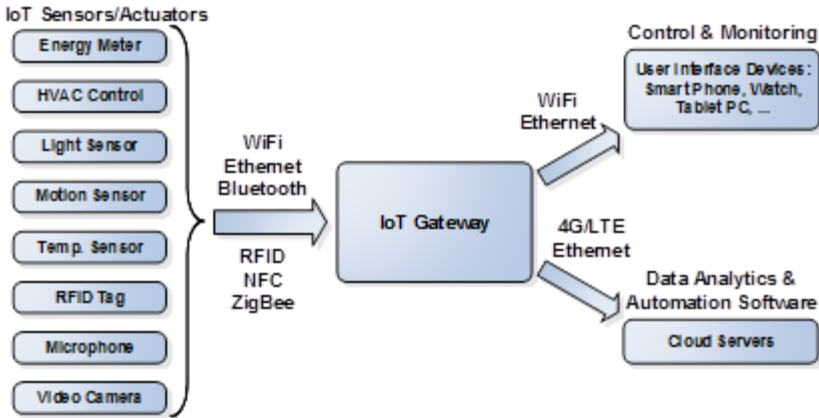 IoT Sensors/Actuators
Energy Meter
HVAC Control
Light Sensor
Motion Sensor
Temp. Sensor
RFID Tag
Microphone
Video Camera
WiFi
Ethernet
Bluetooth
RFID
NFC
ZigBee
IoT Gateway
WiFi
Ethernet
4G/LTE
Ethernet
Control & Monitoring
User Interface Devices:
Smart Phone, Watch,
Tablet PC, ...
Data Analytics &
Automation Software
Cloud Servers